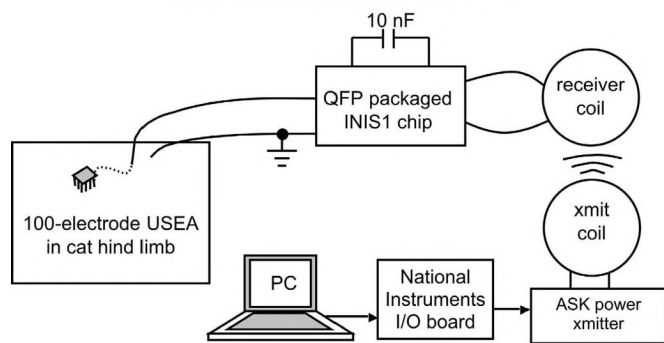 10 nF
QFP packaged
INIS1 chip
receiver
coil
100-electrode USEA
in cat hind limb
xmit
coil
PC
National
Instruments
I/O board
ASK power
xmitter